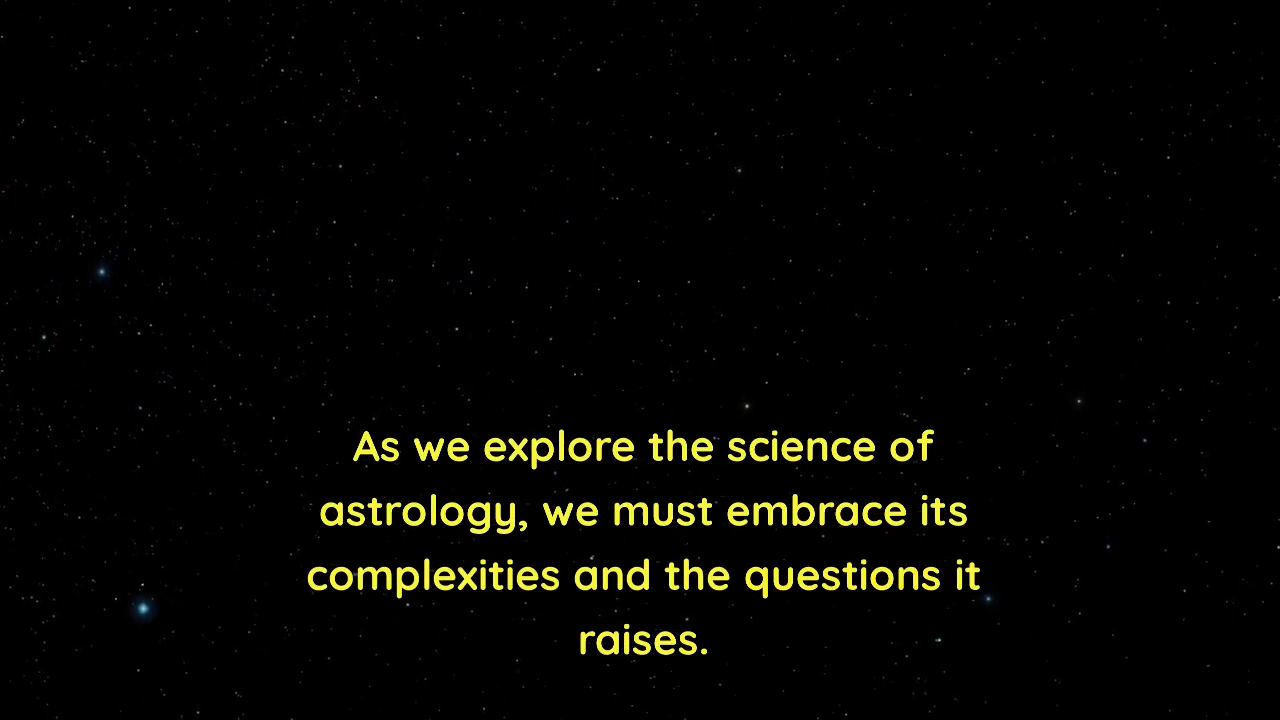 As we explore the science of
astrology, we must embrace its
complexities and the questions it
raises.